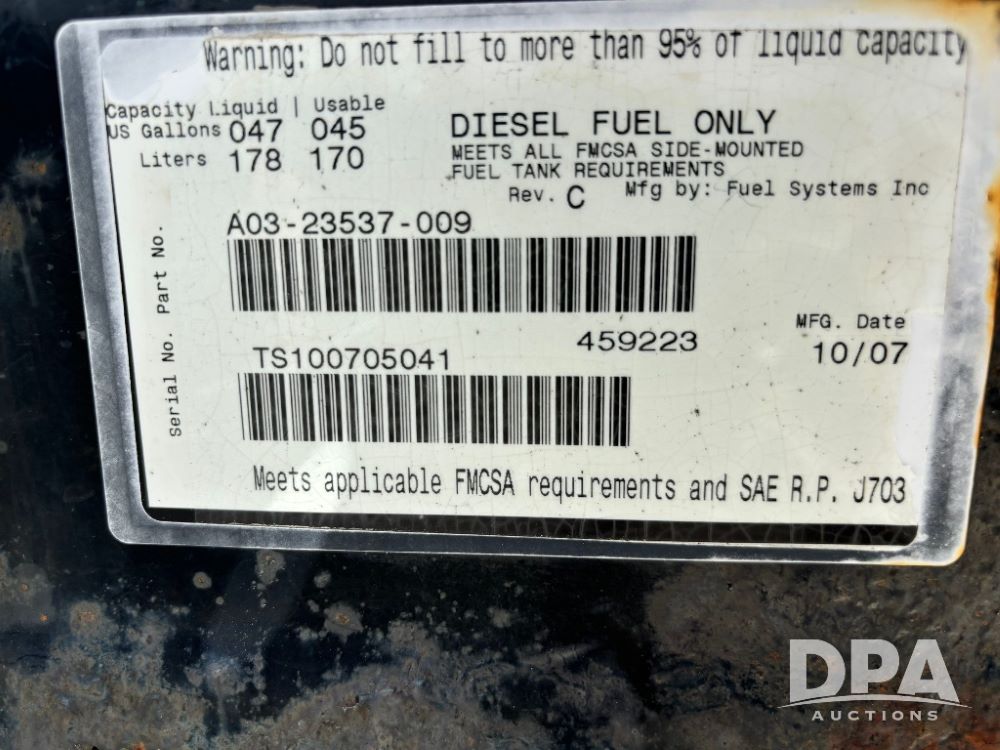 Warning: Do not fill to more than 95% of liquid capacity
Capacity Liquid | Usable
US Gallons 047 045
Liters 178 170
DIESEL FUEL ONLY
MEETS ALL FMCSA SIDE-MOUNTED
FUEL TANK REQUIREMENTS
Rev. C Mfg by: Fuel Systems Inc
Part No.
A03-23537-009
459223
MFG. Date
10/07
Serial No.
TS100705041
Meets applicable FMCSA requirements and SAE R.P. J703
DPA
AUCTIONS